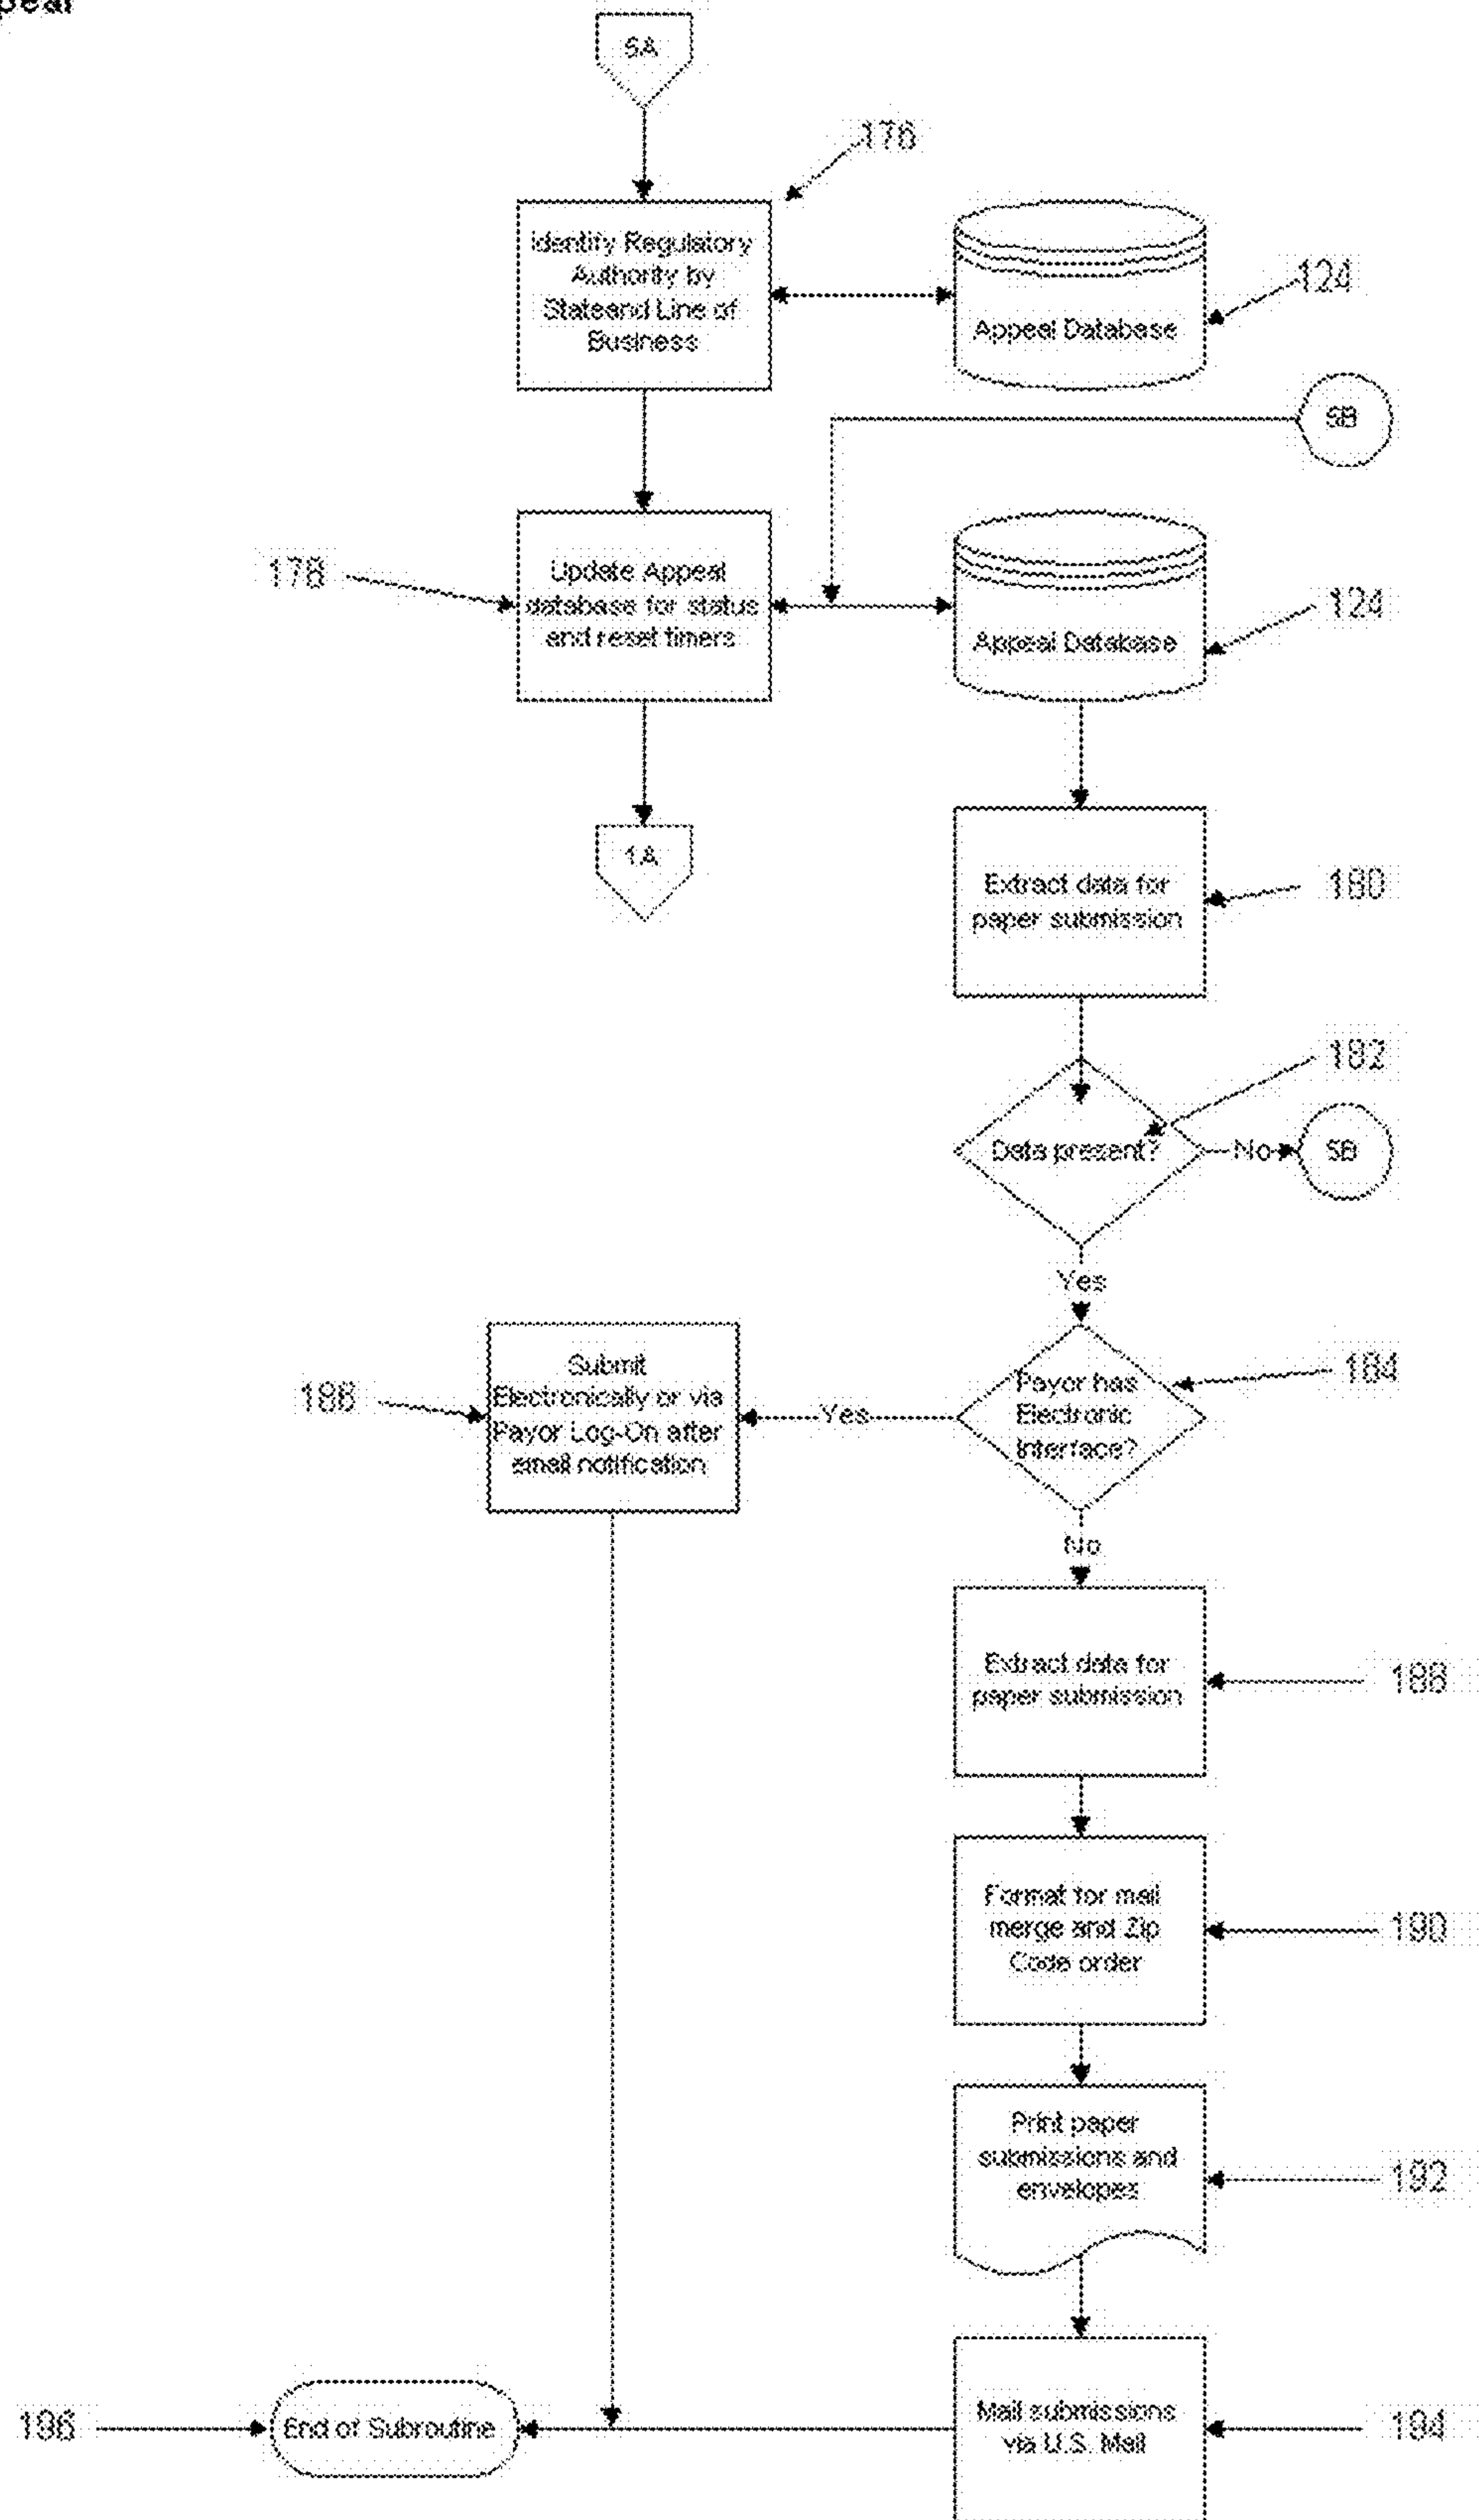 5A
176
Identify Regulatory
Authority by
Stateand Line of
Business
124
Appeal Database
5B
178
Update Appeal
database for status
and reset timers
Appeal Database
124
1A
Extract data for
paper submission
180
182
Data present?
No
5B
Yes
184
186
Submit
Electronically or via
Payor Log-On after
email notification
Yes
Payor has
Electronic
Interface?
No
Extract data for
paper submission
188
Format for mail
merge and Zip
Code order
190
Print paper
submissions and
envelopes
192
196
End of Subroutine
Mail submissions
via U.S. Mail
194